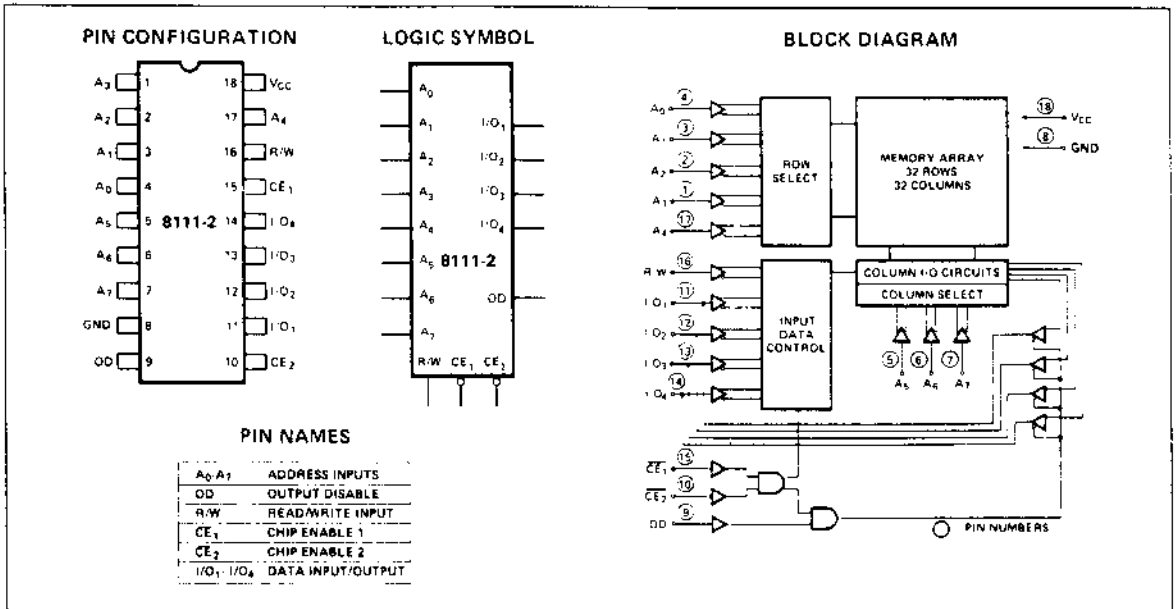 PIN CONFIGURATION
A3 1 18 VCC
A2 2 17 A4
A1 3 16 R/W
A0 4 15 CE1
A5 5 8111-2 14 I/O4
A6 6 13 I/O3
A7 7 12 I/O2
GND 8 11 I/O1
OD 9 10 CE2
LOGIC SYMBOL
A0
A1 I/O1
A2 I/O2
A3 I/O3
A4 I/O4
A5 8111-2
A6 OD
A7
R/W CE1 CE2
BLOCK DIAGRAM
A0 4
A1 3
A2 2
A3 1
A4 17
ROW
SELECT
MEMORY ARRAY
32 ROWS
32 COLUMNS
18 VCC
8 GND
R/W 16
I/O1 11
I/O2 12
I/O3 13
I/O4 14
INPUT
DATA
CONTROL
COLUMN I/O CIRCUITS
COLUMN SELECT
5 6 7
A5 A6 A7
CE1 15
CE2 10
OD 9
PIN NUMBERS
PIN NAMES
A0-A7 ADDRESS INPUTS
OD OUTPUT DISABLE
R/W READ/WRITE INPUT
CE1 CHIP ENABLE 1
CE2 CHIP ENABLE 2
I/O1-I/O4 DATA INPUT/OUTPUT